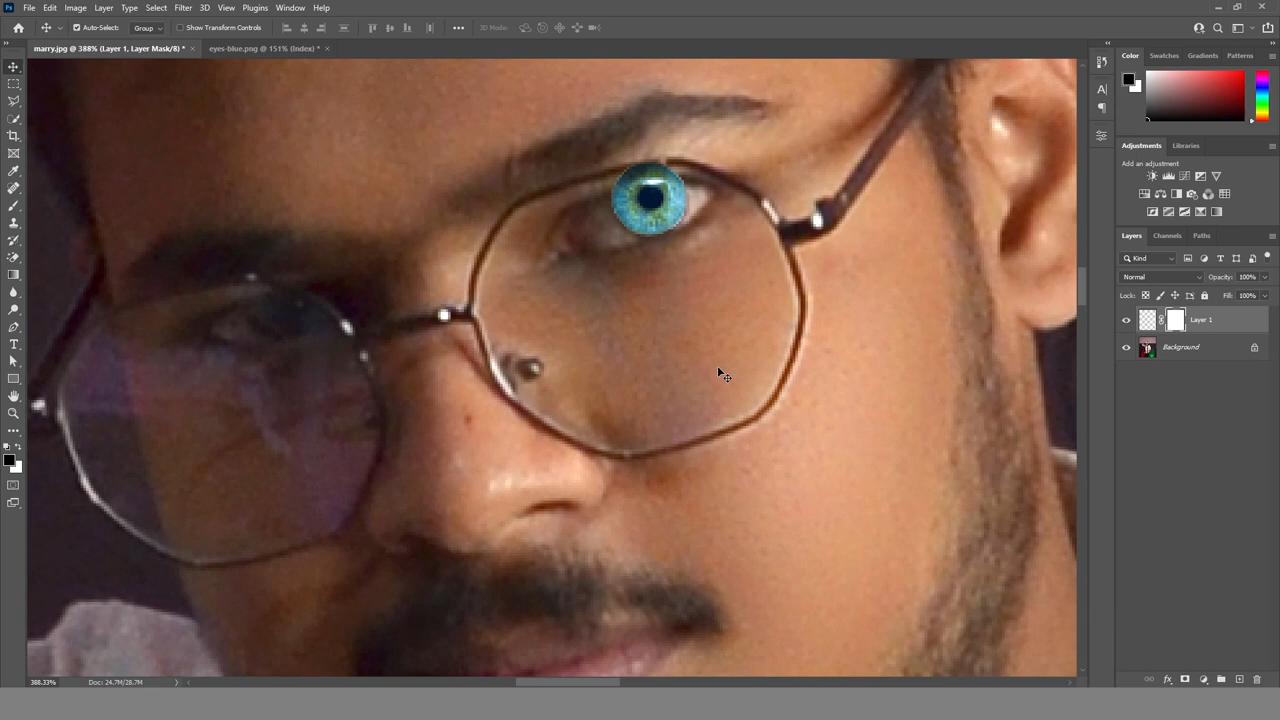 Ps File Edit Image Layer Type Select Filter 3D View Plugins Window Help
Auto-Select: Group Show Transform Controls 3D Mode:
marry.jpg @ 388% (Layer 1, Layer Mask/8) * × eyes-blue.png @ 151% (Index) * ×
Color Swatches Gradients Patterns
Adjustments Libraries
Add an adjustment
Layers Channels Paths
Kind
Normal Opacity: 100%
Lock: Fill: 100%
Layer 1
Background
388.33% Doc: 24.7M/28.7M